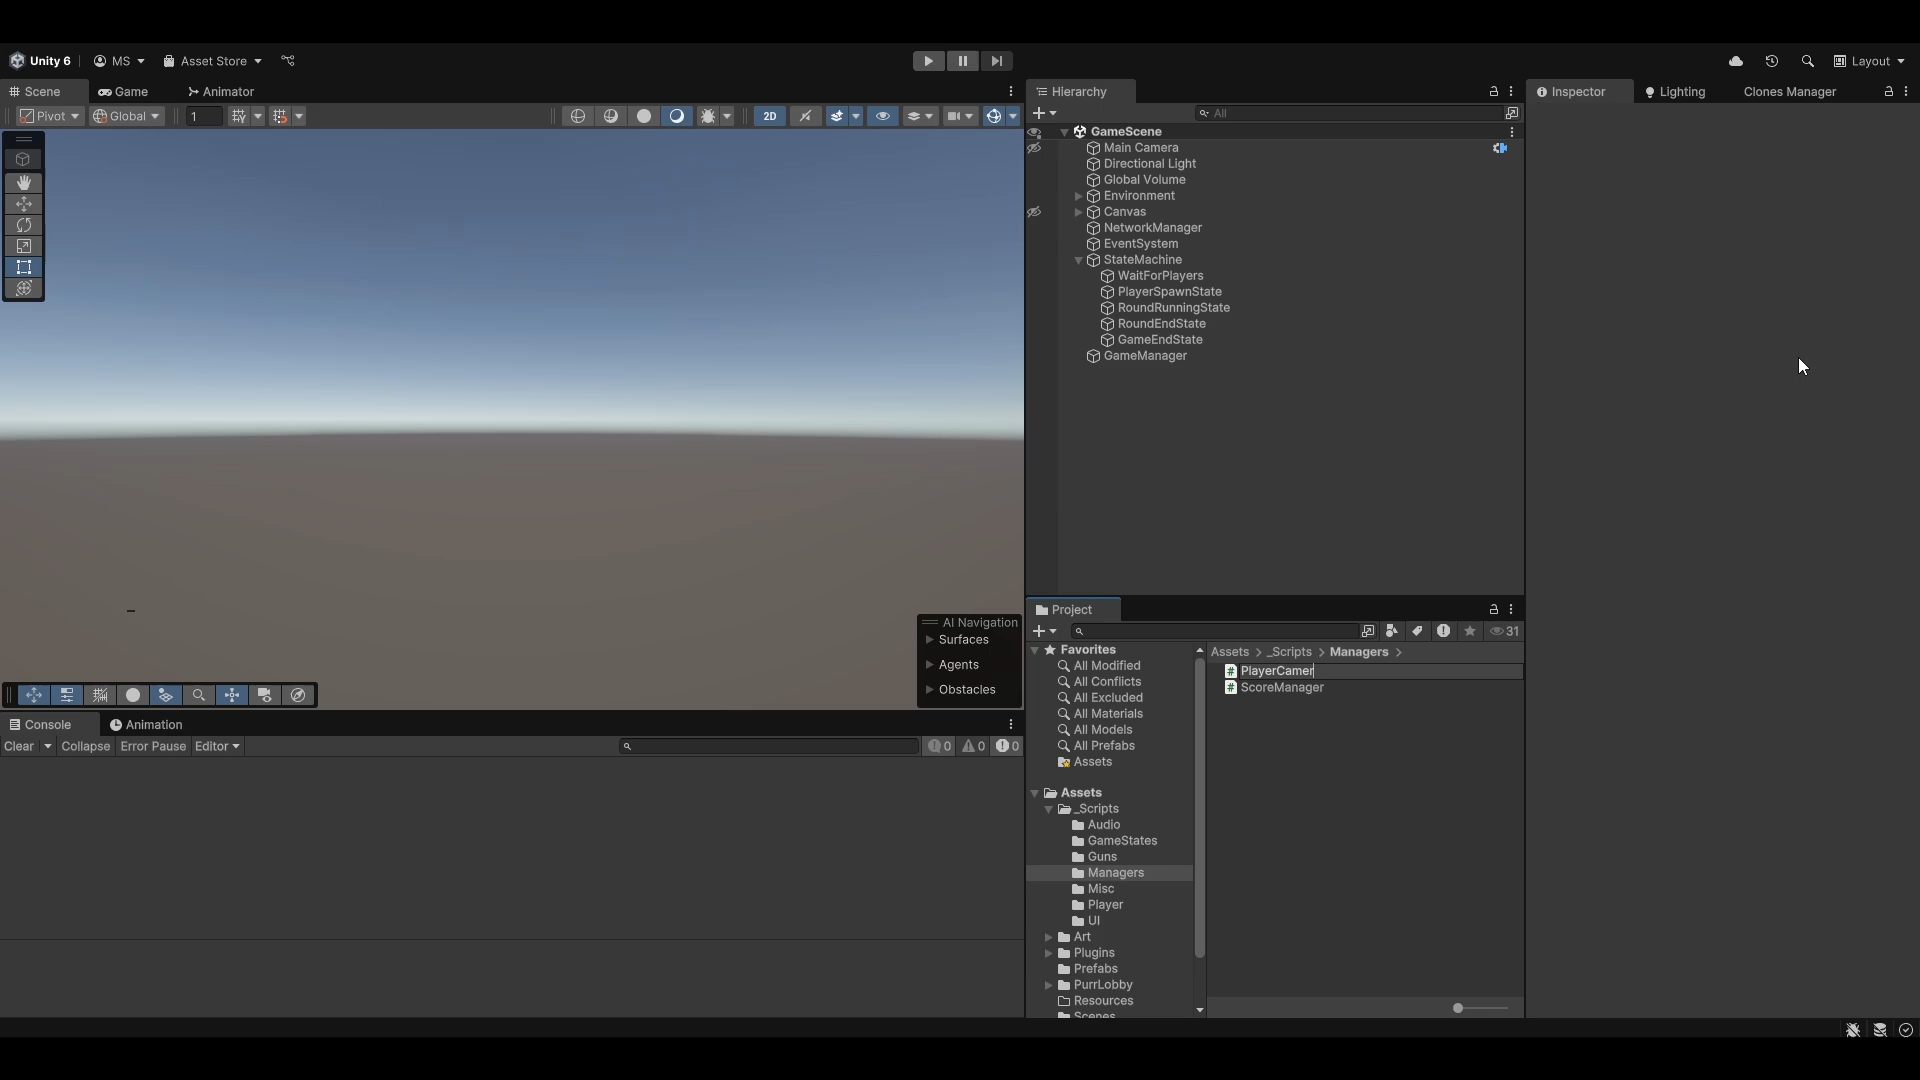 Unity 6
MS
Asset Store
Layout
Scene
Game
Animator
Pivot
Global
1
2D
AI Navigation
Surfaces
Agents
Obstacles
Console
Animation
Clear
Collapse
Error Pause
Editor
0
0
0
Hierarchy
All
GameScene
Main Camera
Directional Light
Global Volume
Environment
Canvas
NetworkManager
EventSystem
StateMachine
WaitForPlayers
PlayerSpawnState
RoundRunningState
RoundEndState
GameEndState
GameManager
Project
31
Favorites
All Modified
All Conflicts
All Excluded
All Materials
All Models
All Prefabs
Assets
Assets
_Scripts
Audio
GameStates
Guns
Managers
Misc
Player
UI
Art
Plugins
Prefabs
PurrLobby
Resources
Scenes
Assets > _Scripts > Managers >
PlayerCamer
ScoreManager
Inspector
Lighting
Clones Manager